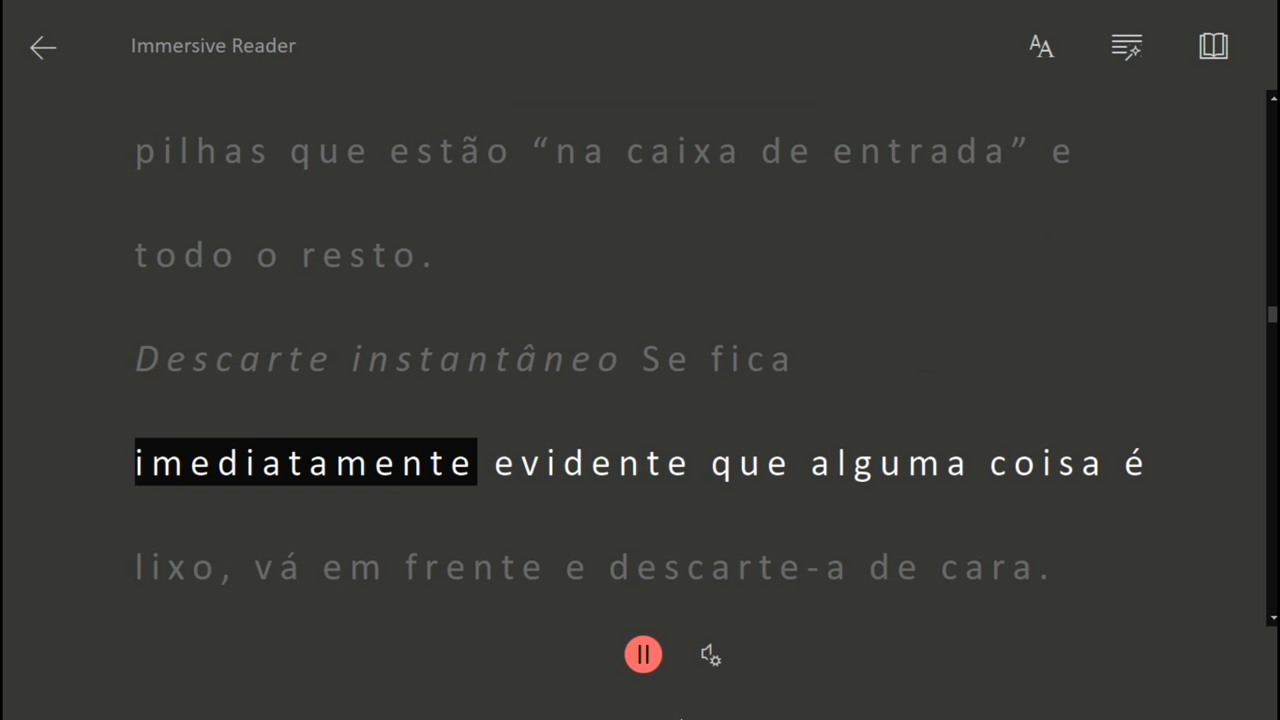 Immersive Reader
pilhas que estão “na caixa de entrada” e
todo o resto.
Descarte instantâneo Se fica
imediatamente evidente que alguma coisa é
lixo, vá em frente e descarte-a de cara.